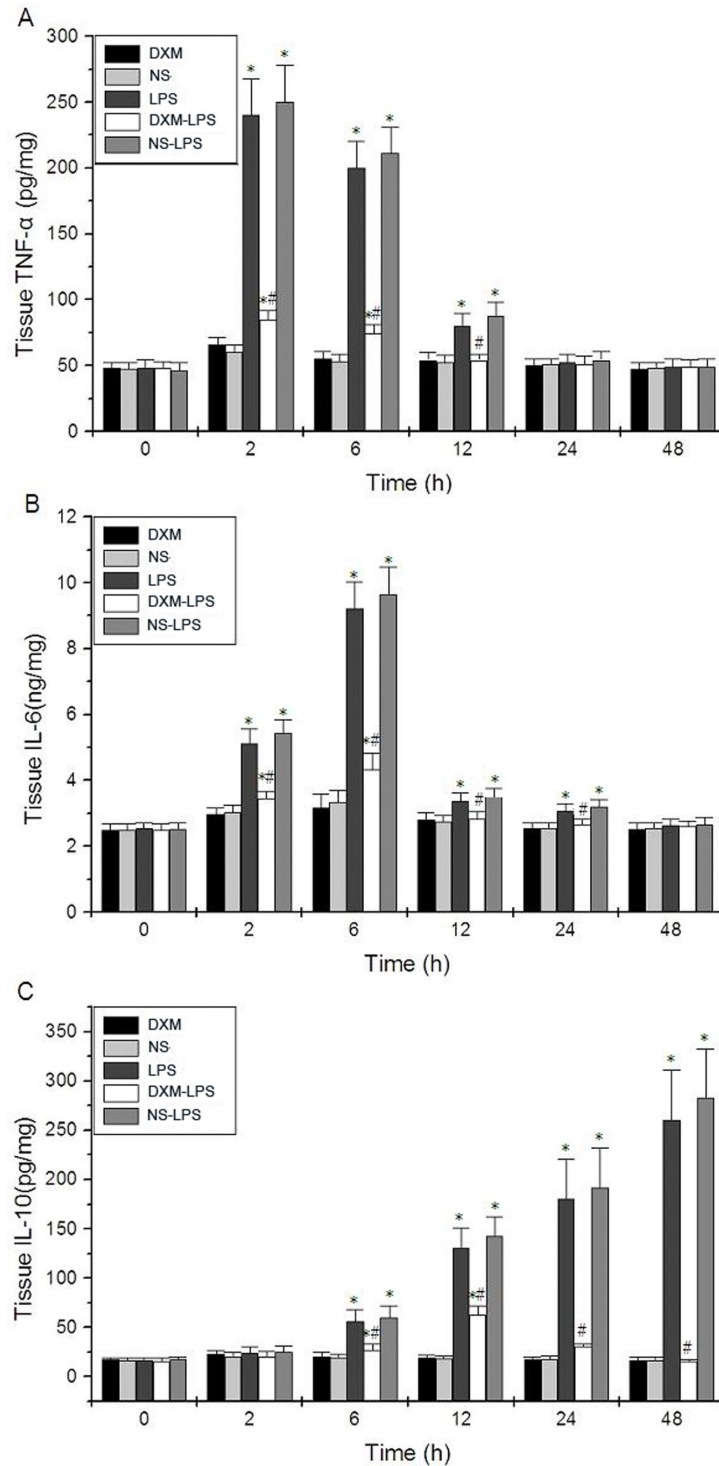 A
300
250
200
150
100
50
0
Tissue TNF-α (pg/mg)
DXM
NS
LPS
DXM-LPS
NS-LPS
* *
*#
* *
*#
* *
#
0 2 6 12 24 48
Time (h)
B
12
10
8
6
4
2
0
Tissue IL-6(ng/mg)
DXM
NS
LPS
DXM-LPS
NS-LPS
* *
*#
* *
*#
* # *
* # *
0 2 6 12 24 48
Time (h)
C
350
300
250
200
150
100
50
0
Tissue IL-10(pg/mg)
DXM
NS
LPS
DXM-LPS
NS-LPS
* *
*#
* *
*#
* *
#
* *
#
0 2 6 12 24 48
Time (h)